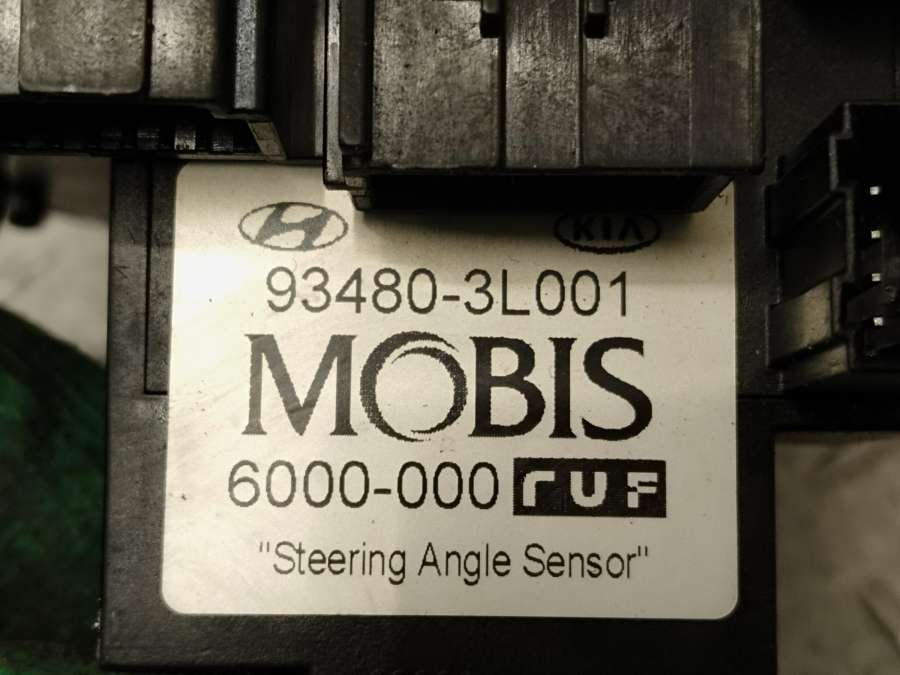 KIA
93480-3L001
MOBIS
6000-000 ruf
"Steering Angle Sensor"